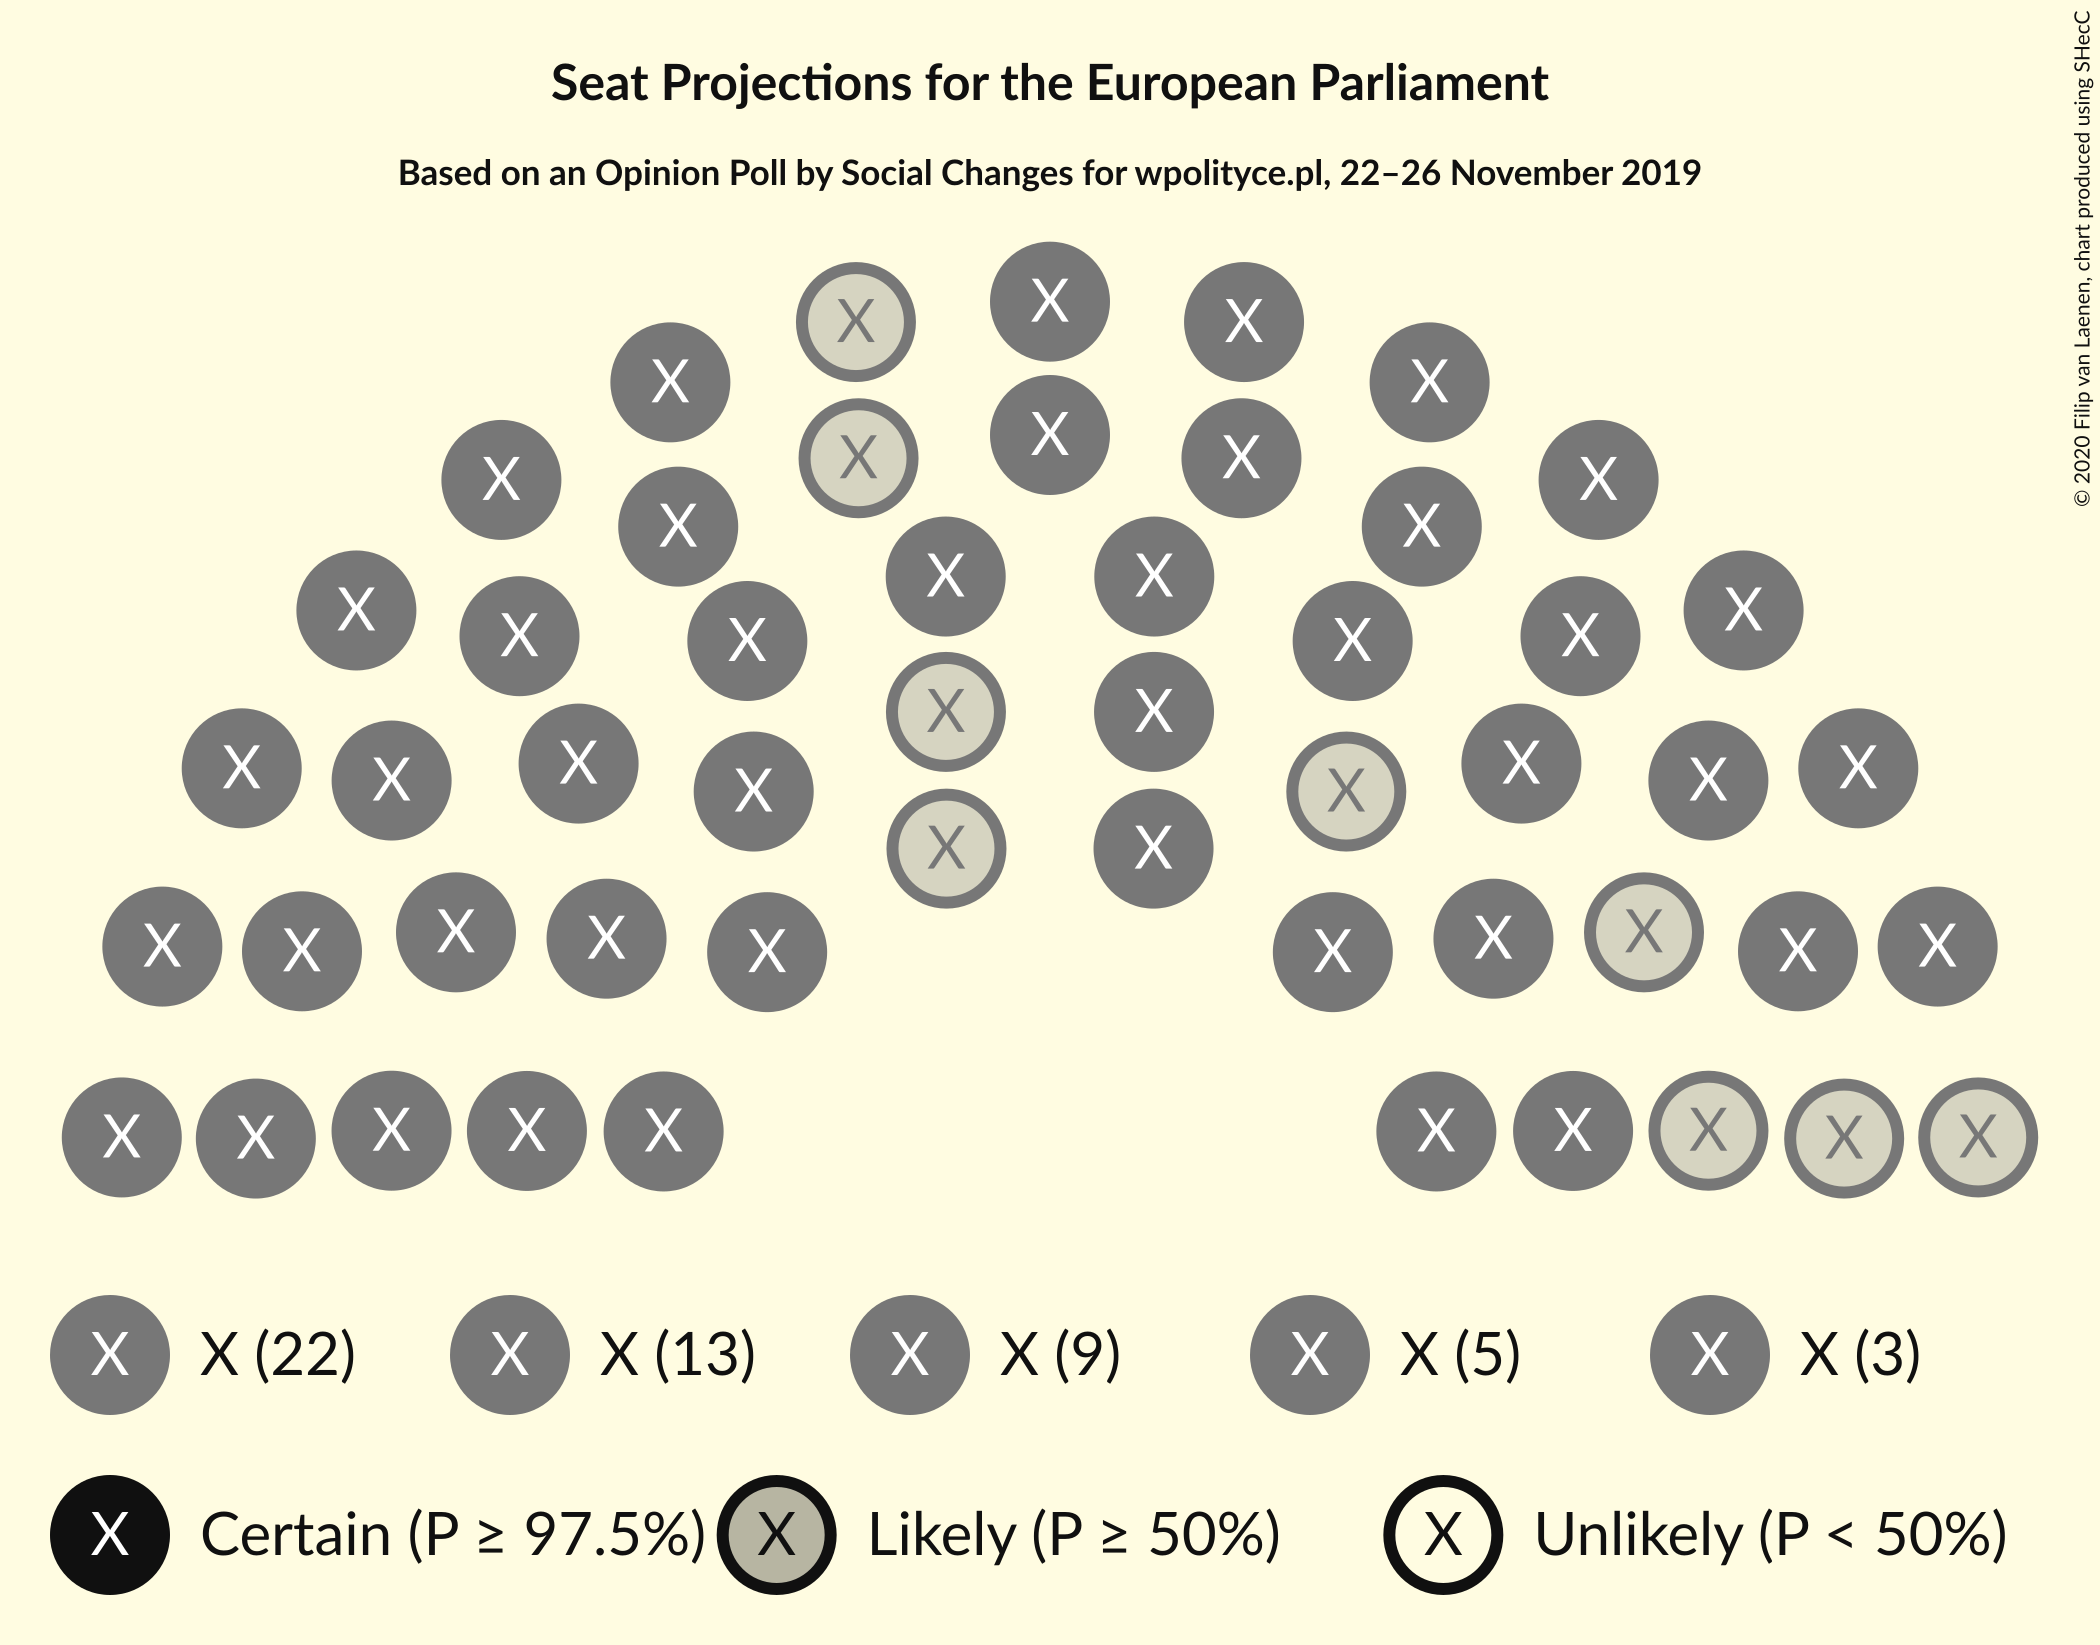 Seat Projections for the European Parliament
Based on an Opinion Poll by Social Changes for wpolityce.pl, 22–26 November 2019
© 2020 Filip van Laenen, chart produced using SHecC
X X X
X X
X X X
X X
X X
X X
X X X X X X
X X
X X X X X X X X
X X
X X X X X X X X X X
X X X X X X X X X X
X X (22) X X (13) X X (9) X X (5) X X (3)
X Certain (P ≥ 97.5%) X Likely (P ≥ 50%) X Unlikely (P < 50%)